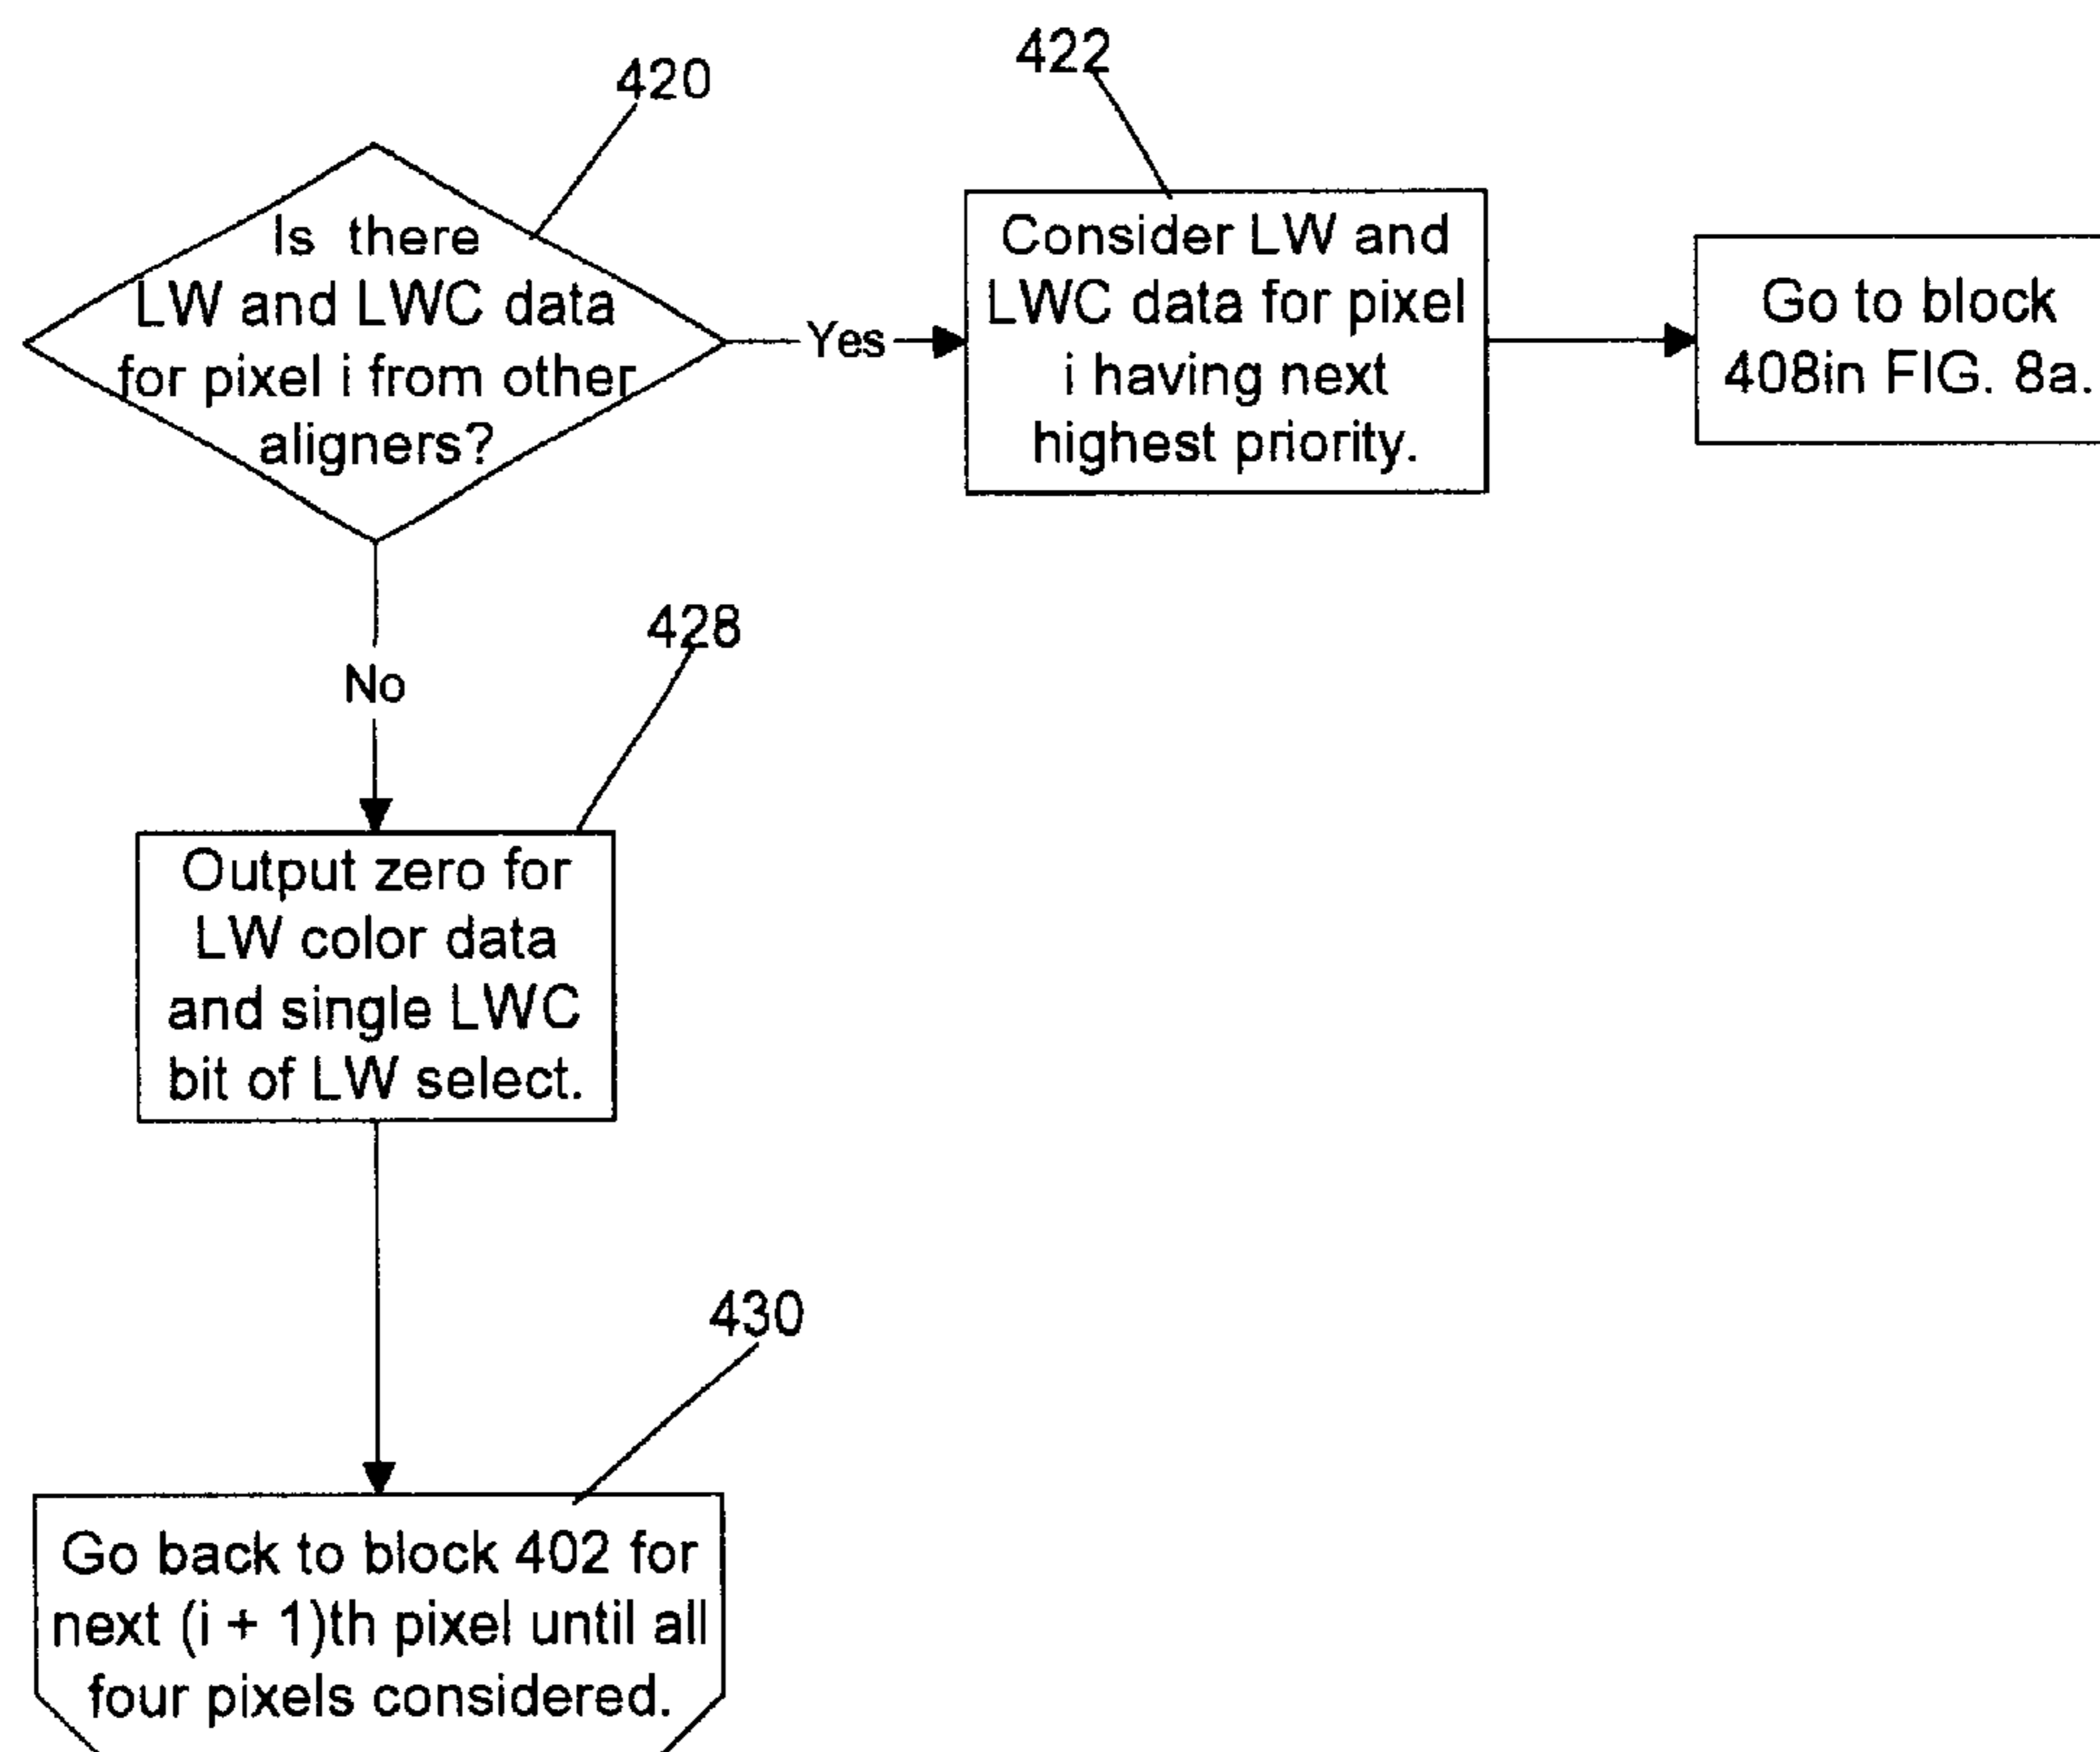 420
422
Is there
LW and LWC data
for pixel i from other
aligners?
Yes
Consider LW and
LWC data for pixel
i having next
highest priority.
Go to block
408in FIG. 8a.
No
428
Output zero for
LW color data
and single LWC
bit of LW select.
430
Go back to block 402 for
next (i + 1)th pixel until all
four pixels considered.